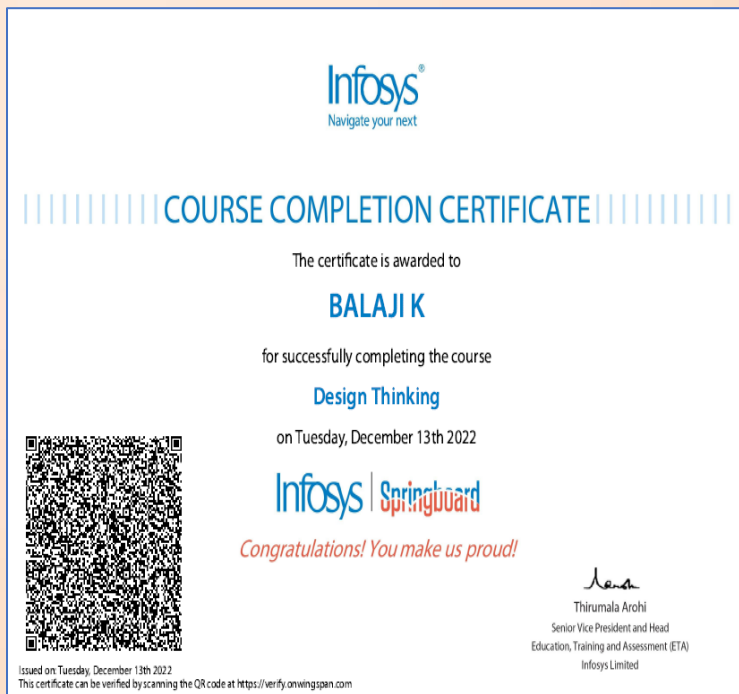 Infosys®
Navigate your next
COURSE COMPLETION CERTIFICATE
The certificate is awarded to
BALAJI K
for successfully completing the course
Design Thinking
on Tuesday, December 13th 2022
Infosys | Springboard
Congratulations! You make us proud!
Thirumala Arohi
Senior Vice President and Head
Education, Training and Assessment (ETA)
Infosys Limited
Issued on: Tuesday, December 13th 2022
This certificate can be verified by scanning the QR code at https://verify.onwingspan.com